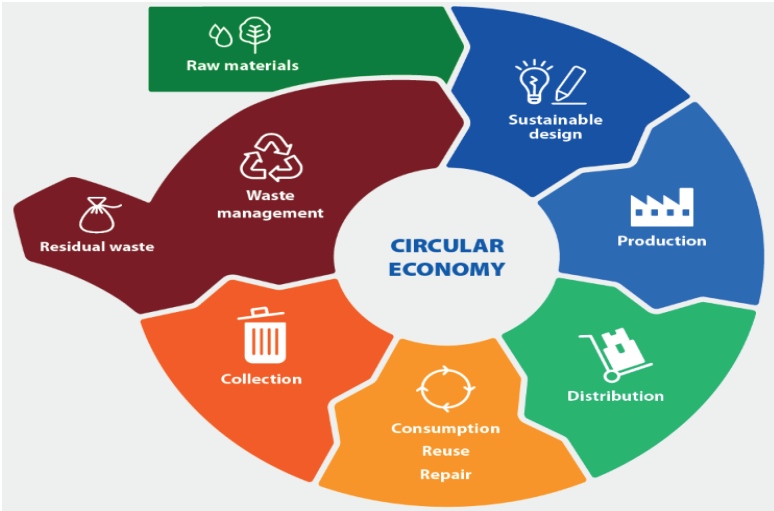 Raw materials
Sustainable
design
Production
Distribution
Consumption
Reuse
Repair
Collection
Waste
management
Residual waste
CIRCULAR
ECONOMY